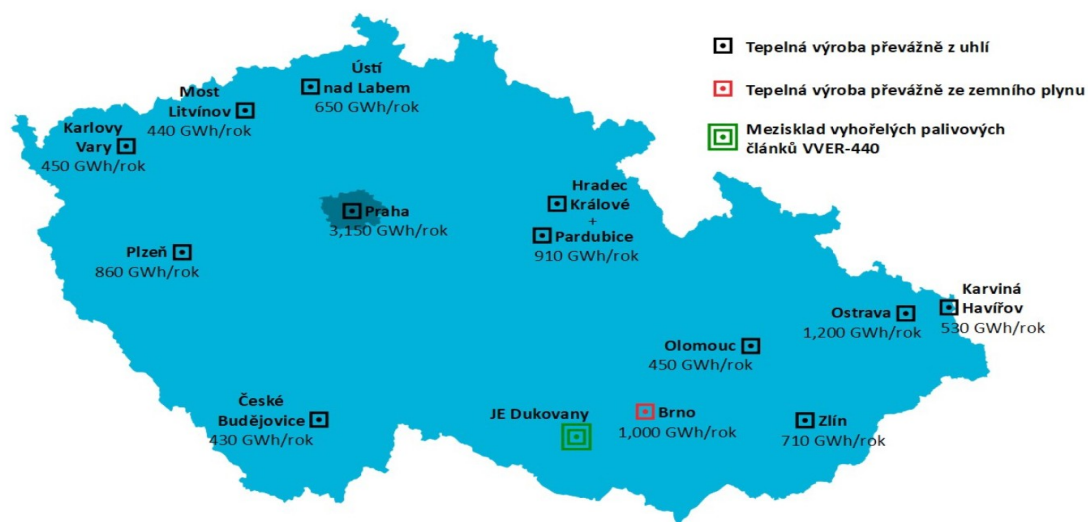 Tepelná výroba převážně z uhlí
Tepelná výroba převážně ze zemního plynu
Mezisklad vyhořelých palivových
článků VVER-440
Ústí
nad Labem
650 GWh/rok
Most
Litvínov
440 GWh/rok
Karlovy
Vary
450 GWh/rok
Praha
3,150 GWh/rok
Hradec
Králové
+
Pardubice
910 GWh/rok
Plzeň
860 GWh/rok
Karviná
Havířov
530 GWh/rok
Ostrava
1,200 GWh/rok
Olomouc
450 GWh/rok
České
Budějovice
430 GWh/rok
JE Dukovany
Brno
1,000 GWh/rok
Zlín
710 GWh/rok